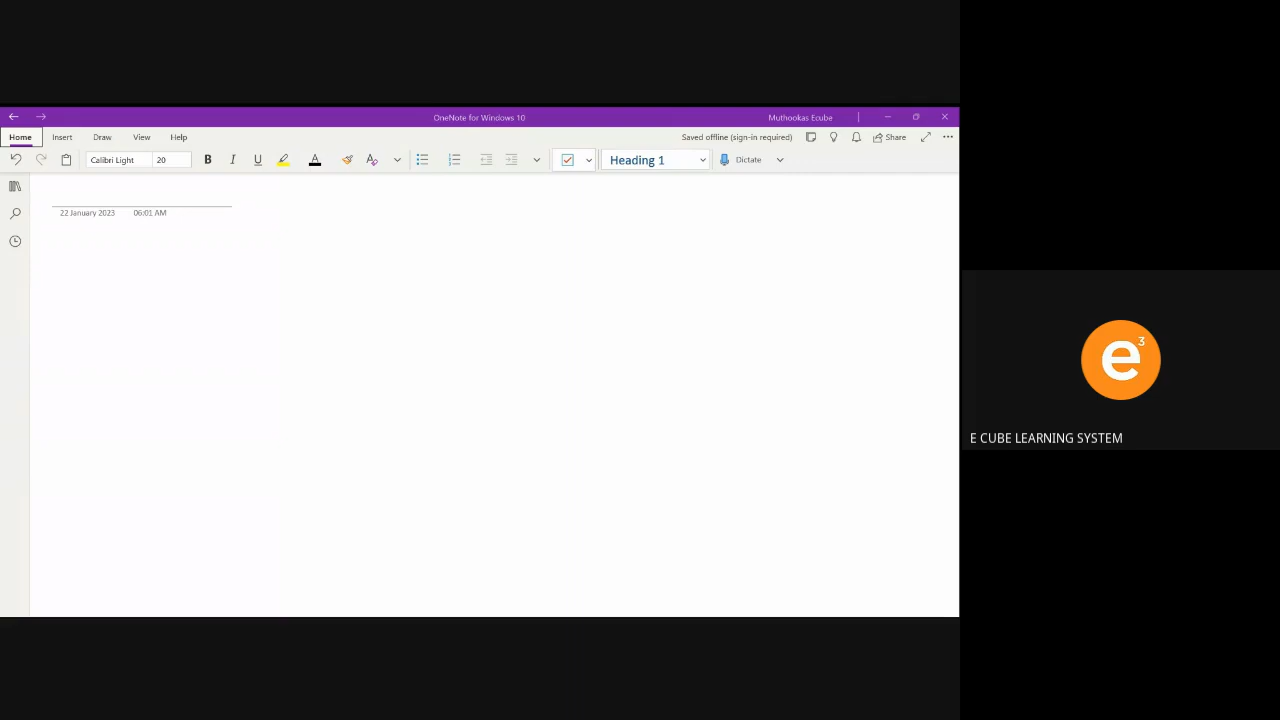 OneNote for Windows 10
Muthookas Ecube
Home
Insert
Draw
View
Help
Saved offline (sign-in required)
Share
Calibri Light
20
B
I
U
A
A
Heading 1
Dictate
22 January 2023
06:01 AM
e3
E CUBE LEARNING SYSTEM